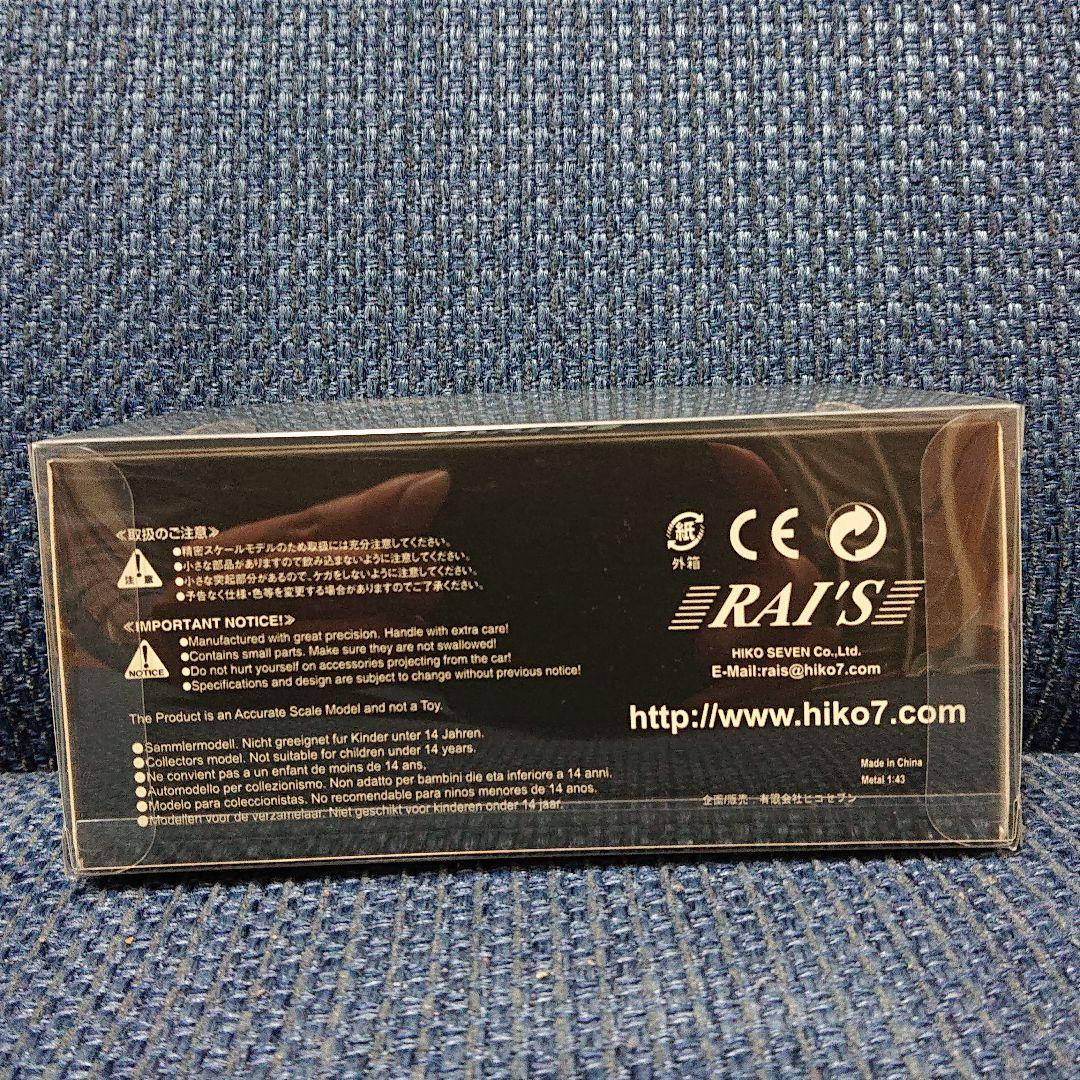 ≪取扱のご注意≫
注意
●精密スケールモデルのため取扱には充分注意してください。
●小さな部品がありますので飲み込まないように注意してください。
●小さな突起部分があるので、ケガをしないように注意してください。
●予告なく仕様・色等を変更する場合がありますのでご了承ください。
≪IMPORTANT NOTICE!≫
NOTICE
●Manufactured with great precision. Handle with extra care!
●Contains small parts. Make sure they are not swallowed!
●Do not hurt yourself on accessories projecting from the car!
●Specifications and design are subject to change without previous notice!
The Product is an Accurate Scale Model and not a Toy.
●Sammlermodell. Nicht greeignet fur Kinder unter 14 Jahren.
●Collectors model. Not suitable for children under 14 years.
●Ne convient pas a un enfant de moins de 14 ans.
●Automodello per collezionismo. Non adatto per bambini die eta inferiore a 14 anni.
●Modelo para coleccionistas. No recomendable para ninos menores de 14 anos.
●Modellen voor de verzamelaar. Niet geschikt voor kinderen onder 14 jaar.
紙
外箱
CE
RAI'S
HIKO SEVEN Co.,Ltd.
E-Mail:rais@hiko7.com
http://www.hiko7.com
Made in China
Metal 1:43
企画/販売 有限会社ヒコセブン